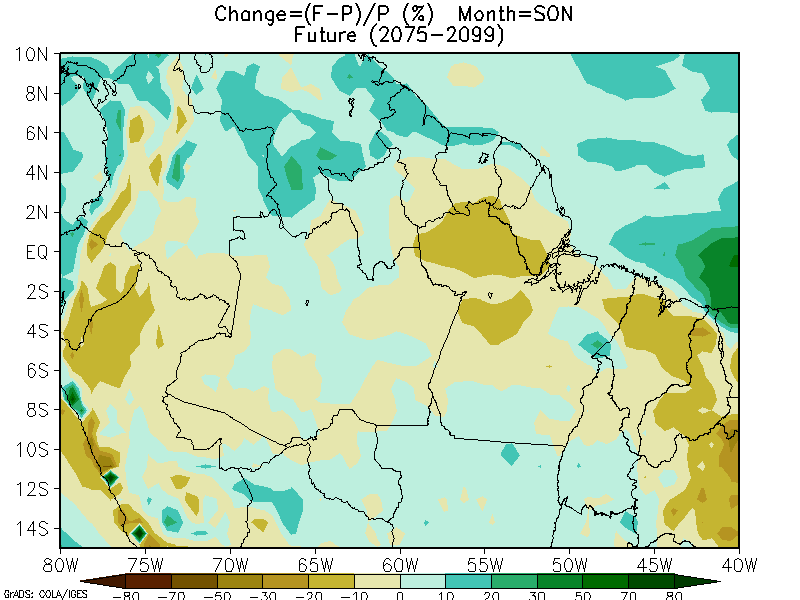 Change=(F-P)/P (%) Month=SON
Future (2075-2099)
10N
8N
6N
4N
2N
EQ
2S
4S
6S
8S
10S
12S
14S
80W 75W 70W 65W 60W 55W 50W 45W 40W
GrADS: COLA/IGES
-80 -70 -50 -30 -20 -10 0 10 20 30 50 70 80